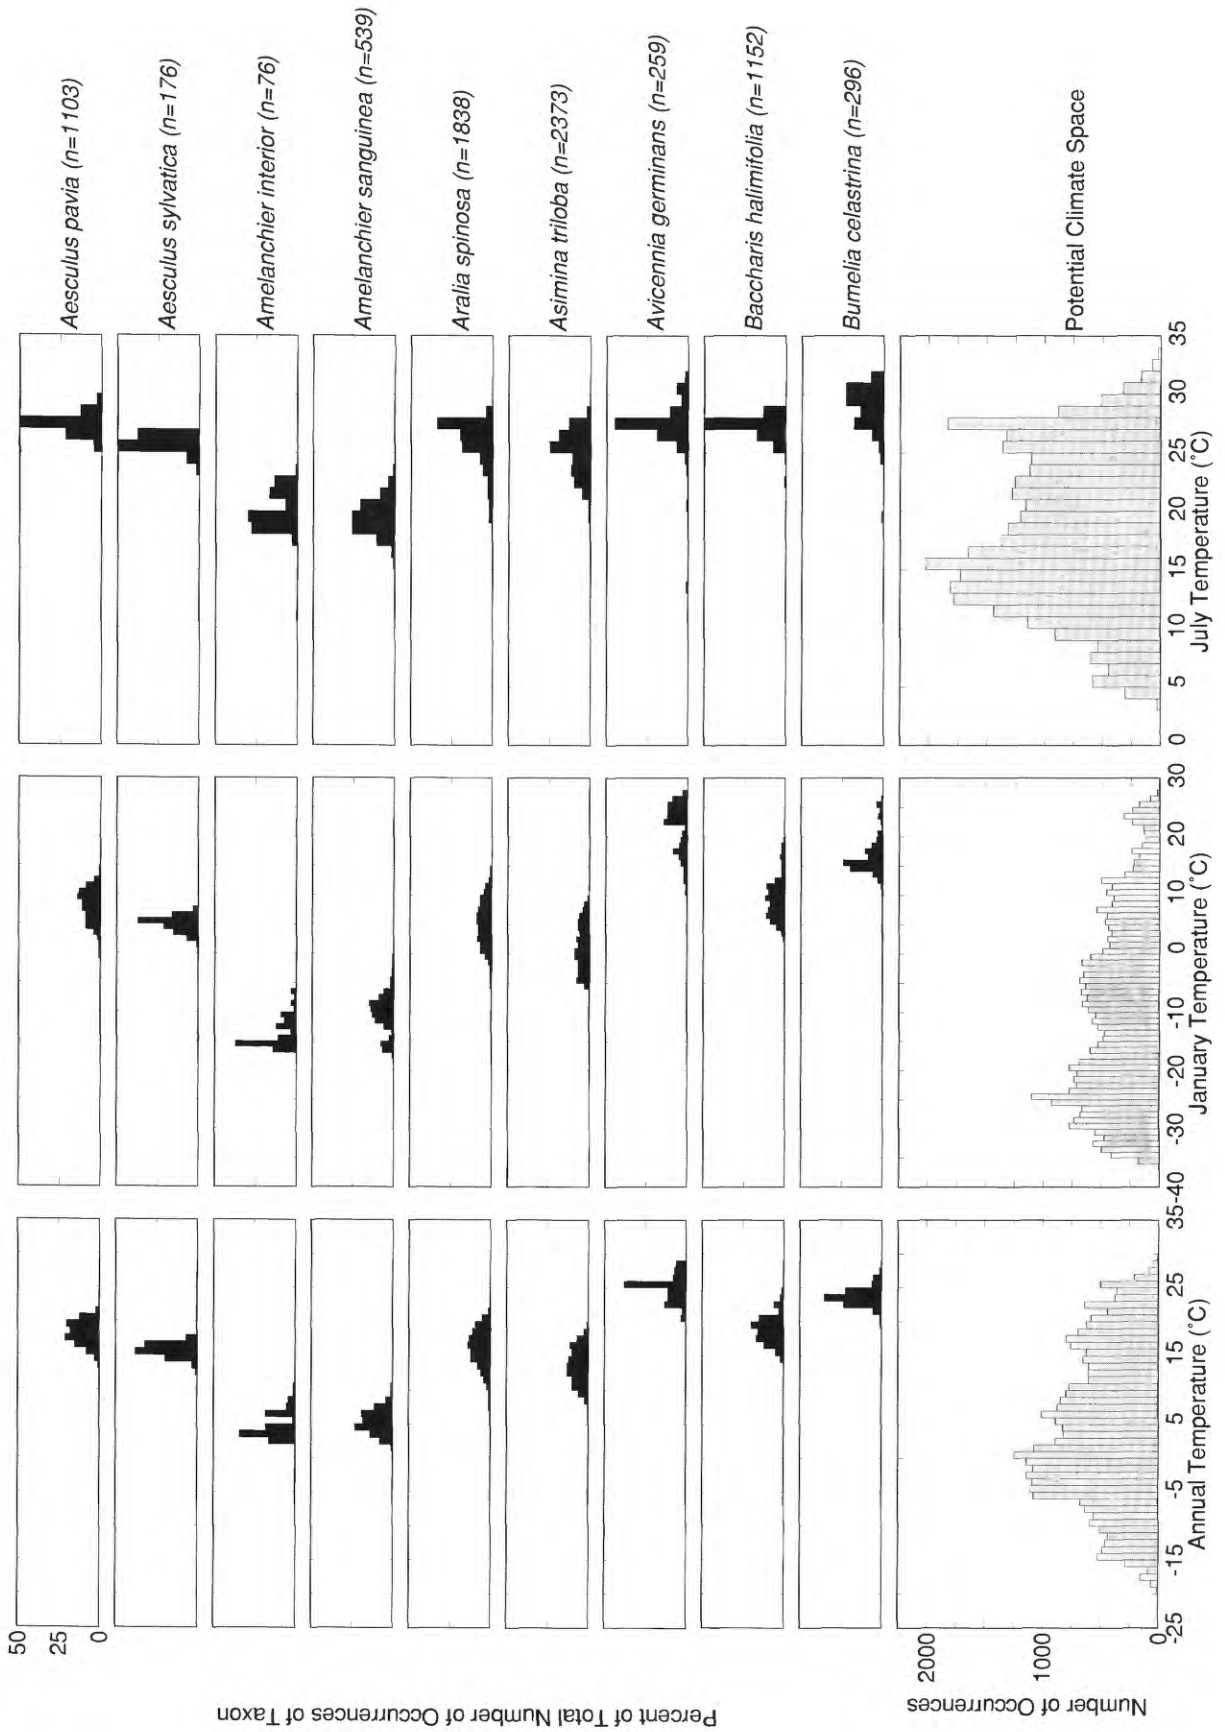 50
25
0
Aesculus pavia (n=1103)
Aesculus sylvatica (n=176)
Amelanchier interior (n=76)
Amelanchier sanguinea (n=539)
Aralia spinosa (n=1838)
Asimina triloba (n=2373)
Avicennia germinans (n=259)
Baccharis halimifolia (n=1152)
Bumelia celastrina (n=296)
Potential Climate Space
Percent of Total Number of Occurrences of Taxon
Number of Occurrences
2000
1000
0
-25 -15 -5 5 15 25 35
Annual Temperature (°C)
-40 -30 -20 -10 0 10 20 30
January Temperature (°C)
0 5 10 15 20 25 30 35
July Temperature (°C)